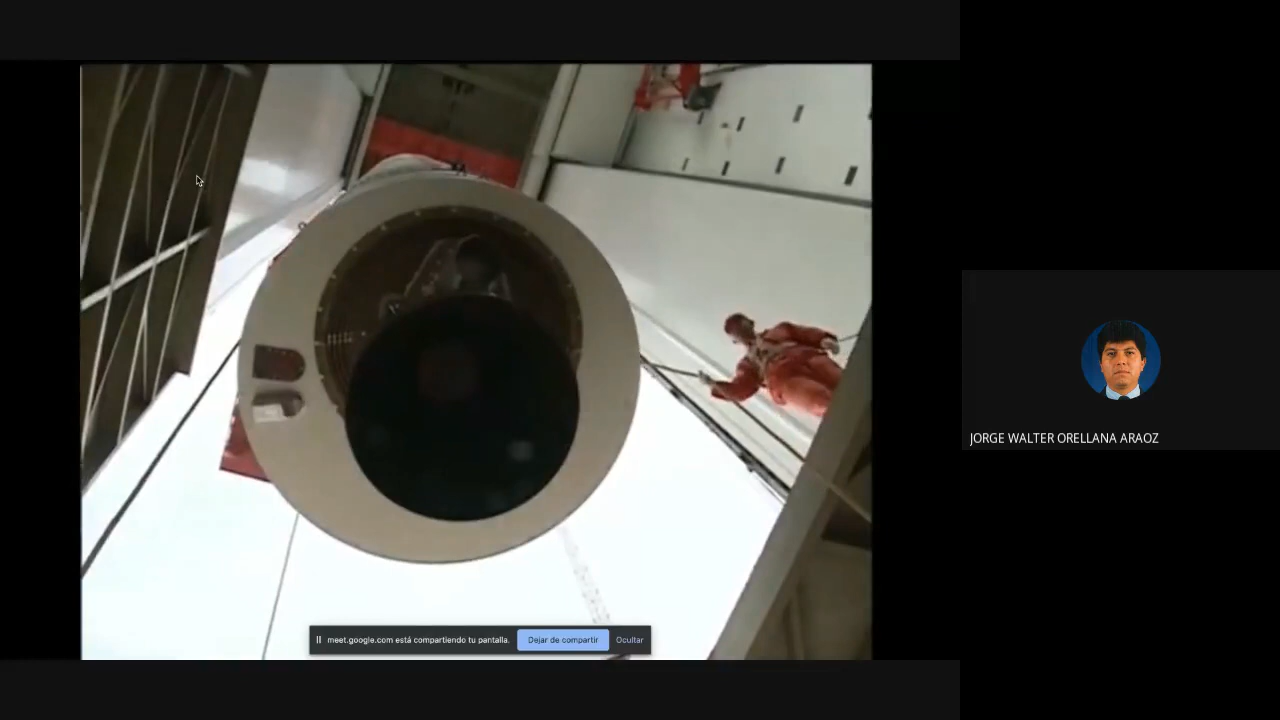 JORGE WALTER ORELLANA ARAOZ
meet.google.com está compartiendo tu pantalla.
Dejar de compartir
Ocultar